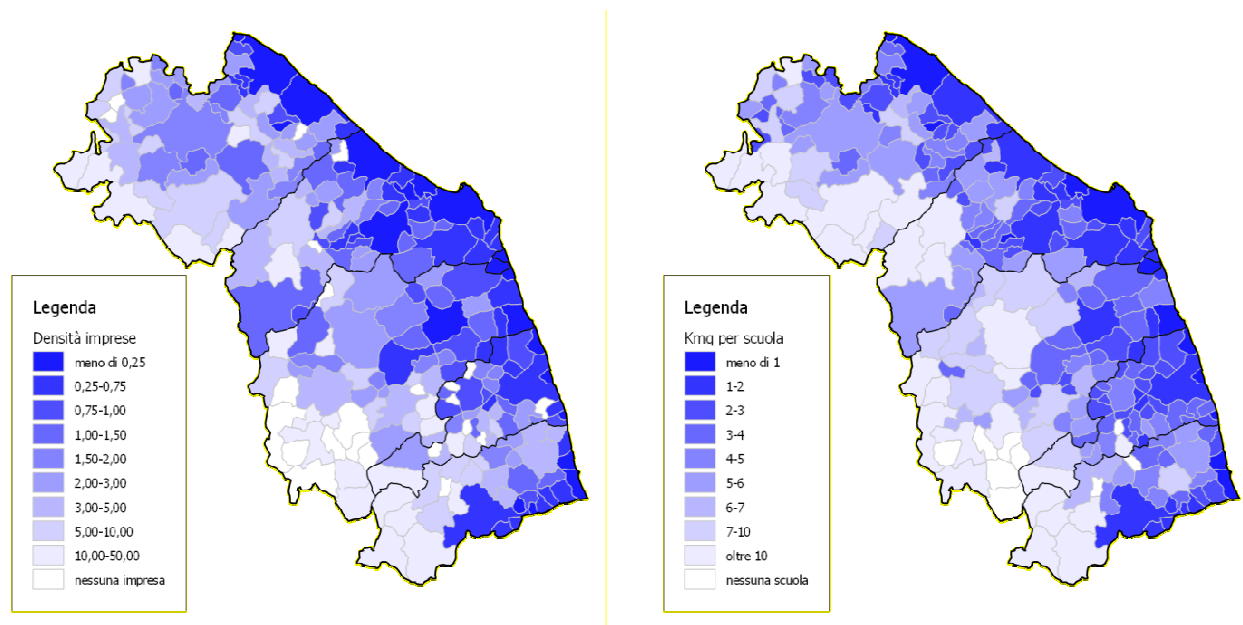 Legenda
Densità imprese
meno di 0,25
0,25-0,75
0,75-1,00
1,00-1,50
1,50-2,00
2,00-3,00
3,00-5,00
5,00-10,00
10,00-50,00
nessuna impresa
Legenda
Kmq per scuola
meno di 1
1-2
2-3
3-4
4-5
5-6
6-7
7-10
oltre 10
nessuna scuola